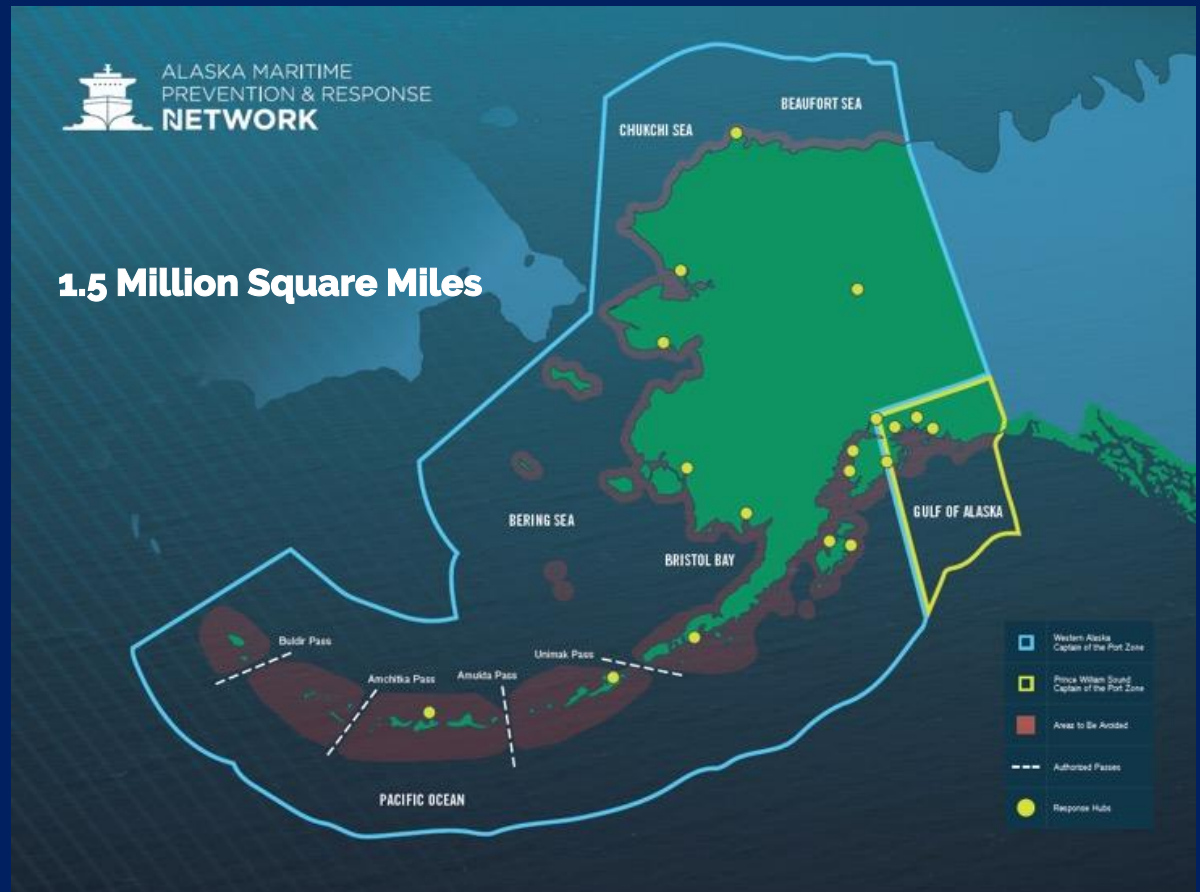 ALASKA MARITIME
PREVENTION & RESPONSE
NETWORK
BEAUFORT SEA
CHUKCHI SEA
1.5 Million Square Miles
GULF OF ALASKA
BERING SEA
BRISTOL BAY
Buldir Pass
Unimak Pass
Amchitka Pass
Amukta Pass
PACIFIC OCEAN
Western Alaska
Captain of the Port Zone
Prince William Sound
Captain of the Port Zone
Areas to Be Avoided
Authorized Passes
Response Hubs